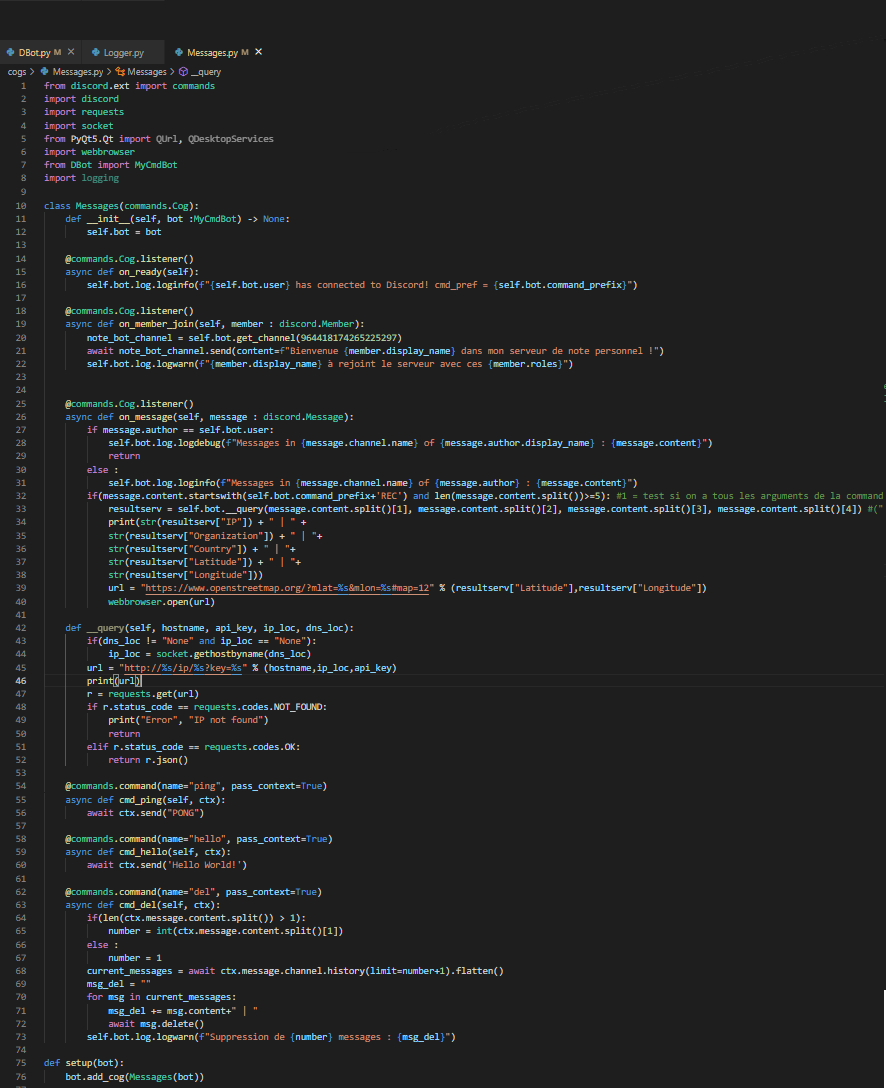 DBot.py M ×
Logger.py
Messages.py M ×
cogs > Messages.py > Messages > __query
1 from discord.ext import commands
2 import discord
3 import requests
4 import socket
5 from PyQt5.Qt import QUrl, QDesktopServices
6 import webbrowser
7 from DBot import MyCmdBot
8 import logging
9
10 class Messages(commands.Cog):
11     def __init__(self, bot :MyCmdBot) -> None:
12         self.bot = bot
13
14     @commands.Cog.listener()
15     async def on_ready(self):
16         self.bot.log.loginfo(f"{self.bot.user} has connected to Discord! cmd_pref = {self.bot.command_prefix}")
17
18     @commands.Cog.listener()
19     async def on_member_join(self, member : discord.Member):
20         note_bot_channel = self.bot.get_channel(964418174265225297)
21         await note_bot_channel.send(content=f"Bienvenue {member.display_name} dans mon serveur de note personnel !")
22         self.bot.log.logwarn(f"{member.display_name} à rejoint le serveur avec ces {member.roles}")
23
24
25     @commands.Cog.listener()
26     async def on_message(self, message : discord.Message):
27         if message.author == self.bot.user:
28             self.bot.log.logdebug(f"Messages in {message.channel.name} of {message.author.display_name} : {message.content}")
29             return
30         else :
31             self.bot.log.loginfo(f"Messages in {message.channel.name} of {message.author} : {message.content}")
32         if(message.content.startswith(self.bot.command_prefix+'REC') and len(message.content.split())>=5): #1 = test si on a tous les arguments de la command
33             resultserv = self.bot.__query(message.content.split()[1], message.content.split()[2], message.content.split()[3], message.content.split()[4]) #("
34             print(str(resultserv["IP"]) + " | " +
35             str(resultserv["Organization"]) + " | "+
36             str(resultserv["Country"]) + " | "+
37             str(resultserv["Latitude"]) + " | "+
38             str(resultserv["Longitude"]))
39             url = "https://www.openstreetmap.org/?mlat=%s&mlon=%s#map=12" % (resultserv["Latitude"],resultserv["Longitude"])
40             webbrowser.open(url)
41
42     def __query(self, hostname, api_key, ip_loc, dns_loc):
43         if(dns_loc != "None" and ip_loc == "None"):
44             ip_loc = socket.gethostbyname(dns_loc)
45         url = "http://%s/ip/%s?key=%s" % (hostname,ip_loc,api_key)
46         print(url)
47         r = requests.get(url)
48         if r.status_code == requests.codes.NOT_FOUND:
49             print("Error", "IP not found")
50             return
51         elif r.status_code == requests.codes.OK:
52             return r.json()
53
54     @commands.command(name="ping", pass_context=True)
55     async def cmd_ping(self, ctx):
56         await ctx.send("PONG")
57
58     @commands.command(name="hello", pass_context=True)
59     async def cmd_hello(self, ctx):
60         await ctx.send('Hello World!')
61
62     @commands.command(name="del", pass_context=True)
63     async def cmd_del(self, ctx):
64         if(len(ctx.message.content.split()) > 1):
65             number = int(ctx.message.content.split()[1])
66         else :
67             number = 1
68         current_messages = await ctx.message.channel.history(limit=number+1).flatten()
69         msg_del = ""
70         for msg in current_messages:
71             msg_del += msg.content+" | "
72             await msg.delete()
73         self.bot.log.logwarn(f"Suppression de {number} messages : {msg_del}")
74
75 def setup(bot):
76     bot.add_cog(Messages(bot))